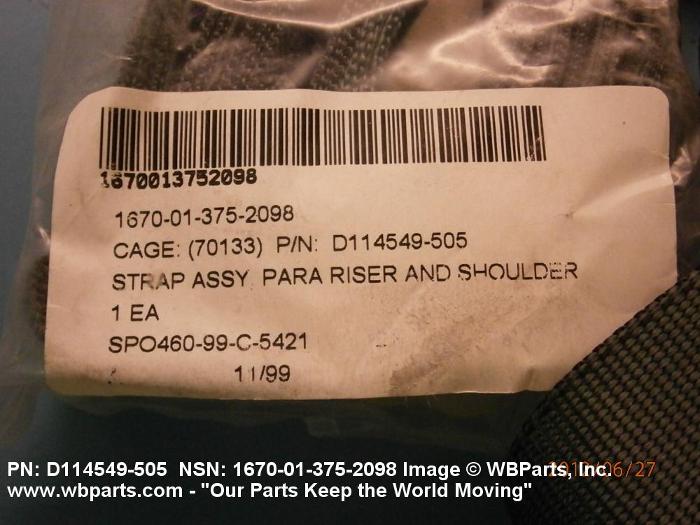 1670013752098
1670-01-375-2098
CAGE: (70133) P/N: D114549-505
STRAP ASSY, PARA RISER AND SHOULDER
1 EA
SPO460-99-C-5421
11/99
PN: D114549-505 NSN: 1670-01-375-2098 Image © WBParts, Inc.
www.wbparts.com - "Our Parts Keep the World Moving"